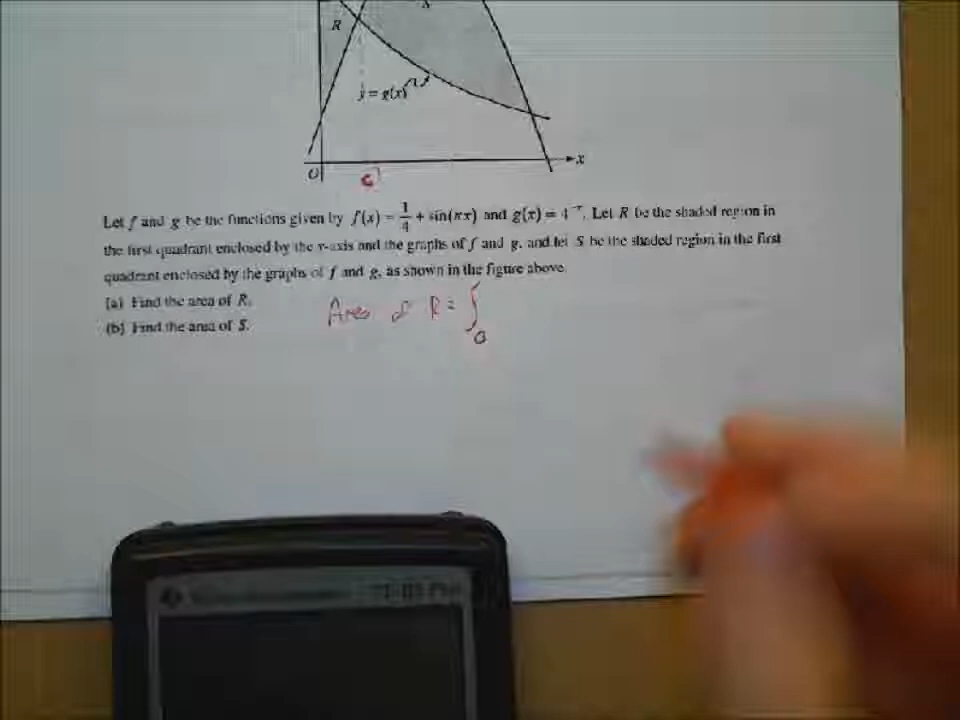 R
S
y = g(x)
O
x
c
Let f and g be the functions given by f(x) = 1/4 + sin(πx) and g(x) = 4^-x. Let R be the shaded region in
the first quadrant enclosed by the y-axis and the graphs of f and g, and let S be the shaded region in the first
quadrant enclosed by the graphs of f and g, as shown in the figure above.
(a) Find the area of R.
(b) Find the area of S.
Area of R = ∫
0